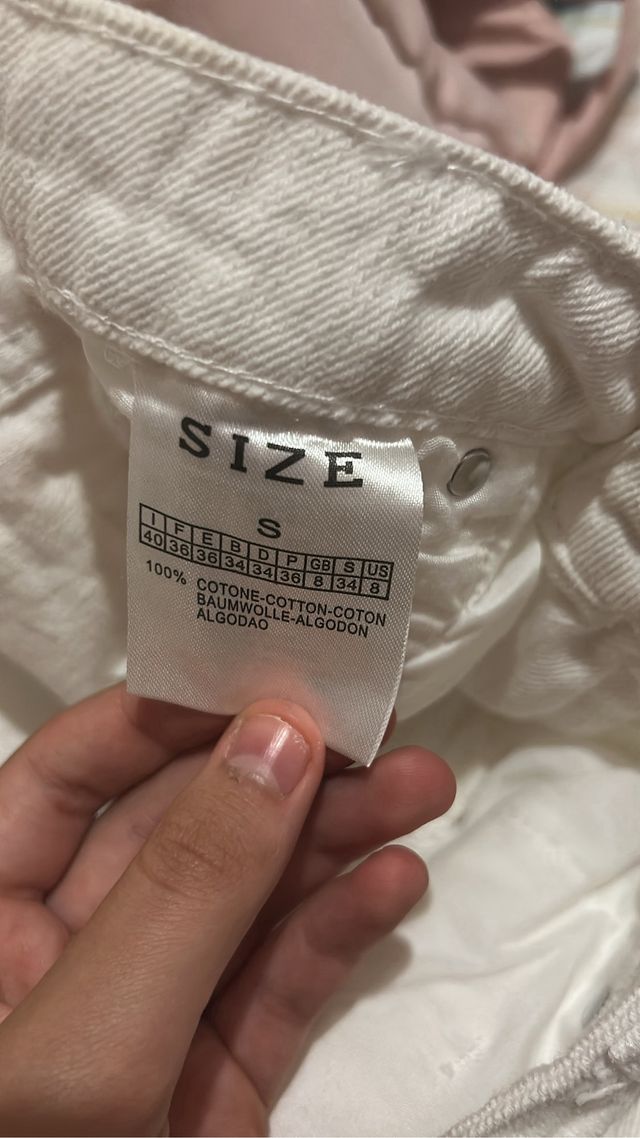 SIZE
S
I F E B D P GB S US
40 36 36 34 34 36 8 34 8
100% COTONE-COTTON-COTON
BAUMWOLLE-ALGODON
ALGODAO